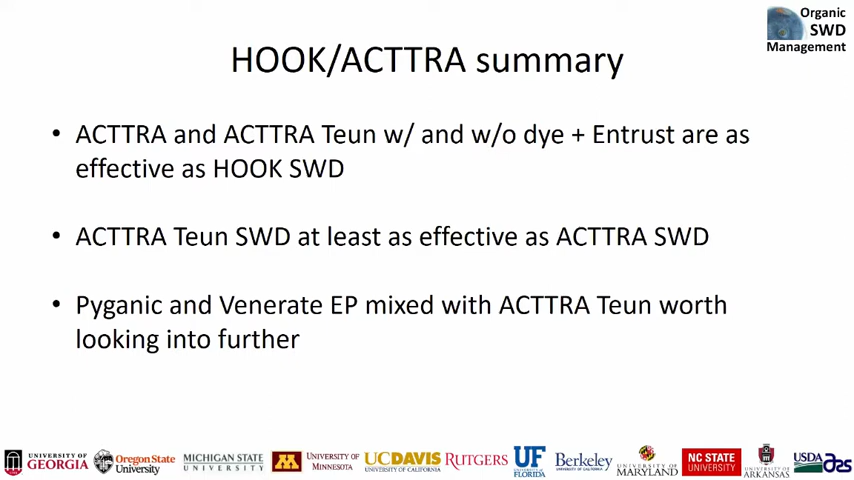 Organic
SWD
Management
HOOK/ACTTRA summary
• ACTTRA and ACTTRA Teun w/ and w/o dye + Entrust are as
effective as HOOK SWD
• ACTTRA Teun SWD at least as effective as ACTTRA SWD
• Pyganic and Venerate EP mixed with ACTTRA Teun worth
looking into further
UNIVERSITY OF
GEORGIA
Oregon State
University
MICHIGAN STATE
UNIVERSITY
M
UNIVERSITY OF
MINNESOTA
UCDAVIS
UNIVERSITY OF CALIFORNIA
RUTGERS
UF
UNIVERSITY of
FLORIDA
Berkeley
UNIVERSITY OF CALIFORNIA
UNIVERSITY OF
MARYLAND
NC STATE
UNIVERSITY
UNIVERSITY OF
ARKANSAS
USDA
ars